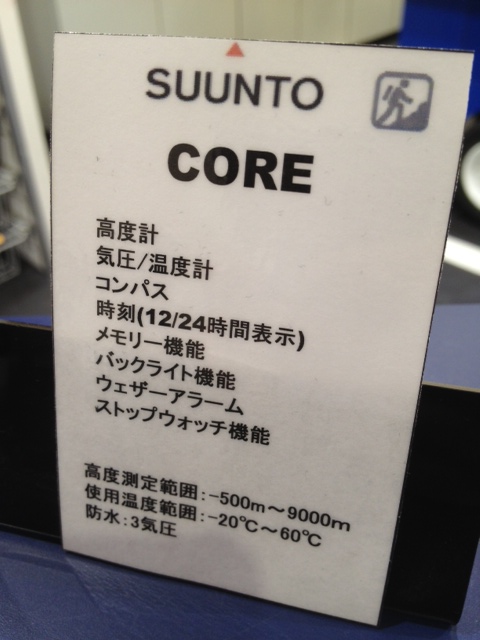 SUUNTO
CORE
高度計
気圧/温度計
コンパス
時刻(12/24時間表示)
メモリー機能
バックライト機能
ウェザーアラーム
ストップウォッチ機能
高度測定範囲:-500m~9000m
使用温度範囲:-20℃~60℃
防水:3気圧